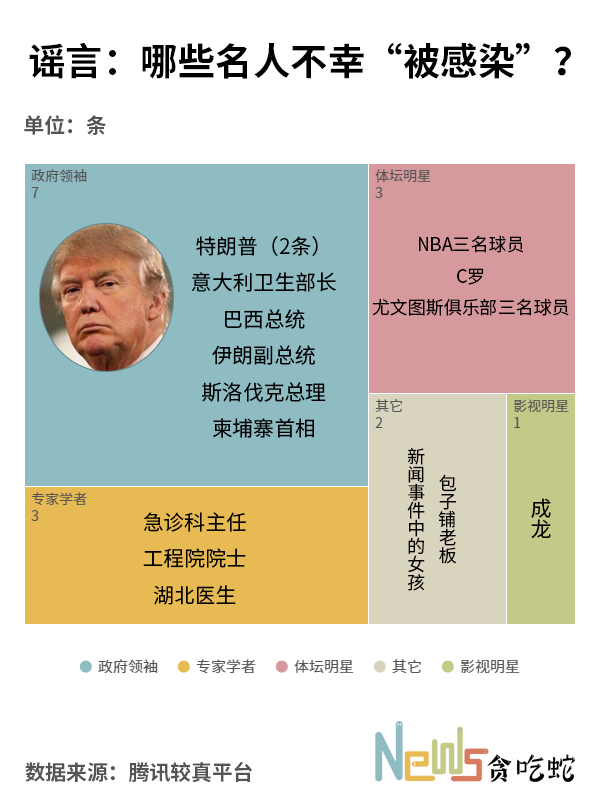 谣言：哪些名人不幸“被感染”？
单位：条
政府领袖
7
特朗普（2条）
意大利卫生部长
巴西总统
伊朗副总统
斯洛伐克总理
柬埔寨首相
体坛明星
3
NBA三名球员
C罗
尤文图斯俱乐部三名球员
专家学者
3
急诊科主任
工程院院士
湖北医生
其它
2
新闻事件中的女孩
包子铺老板
影视明星
1
成龙
政府领袖 专家学者 体坛明星 其它 影视明星
数据来源：腾讯较真平台
News贪吃蛇